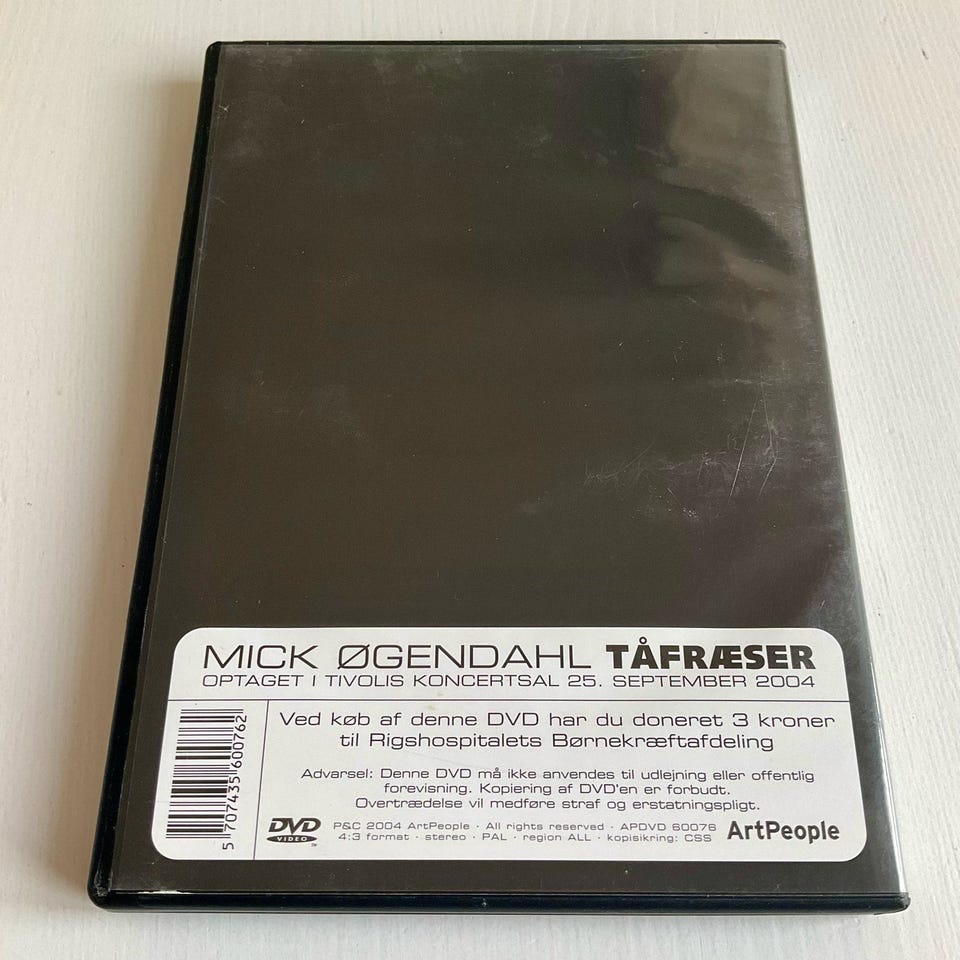 MICK ØGENDAHL TÅFRÆSER
OPTAGET I TIVOLIS KONCERTSAL 25. SEPTEMBER 2004
Ved køb af denne DVD har du doneret 3 kroner
til Rigshospitalets Børnekræftafdeling
Advarsel: Denne DVD må ikke anvendes til udlejning eller offentlig
forevisning. Kopiering af DVD'en er forbudt.
Overtrædelse vil medføre straf og erstatningspligt.
5 707435 600762
DVD
VIDEO
TM
P&C 2004 ArtPeople · All rights reserved · APDVD 60076
4:3 format · stereo · PAL · region ALL · kopisikring: CSS
ArtPeople